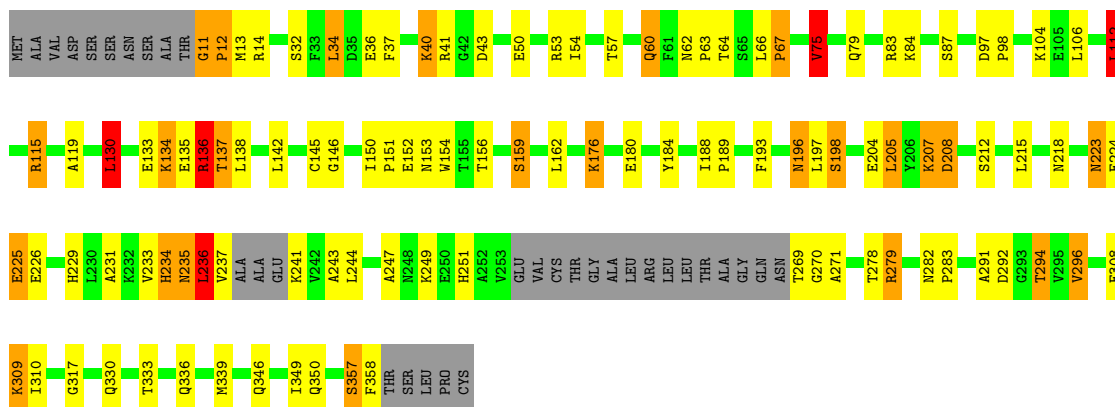 MET ALA VAL ASP SER SER ASN SER ALA THR G11 P12 M13 R14 S32 F33 L34 D35 E36 F37 K40 R41 G42 D43 E50 R53 I54 T57 Q60 F61 N62 P63 T64 S65 L66 P67 V75 Q79 R83 K84 S87 D97 P98 K104 E105 L106 L112
R115 A119 L130 E133 K134 E135 R136 T137 L138 L142 C145 G146 I150 P151 E152 N153 W154 T155 T156 S159 L162 K176 E180 Y184 I188 P189 F193 N196 L197 S198 E204 L205 Y206 K207 D208 S212 L215 N218 N223
E225 E226 H229 L230 A231 K232 V233 H234 N235 L236 V237 ALA ALA GLU K241 V242 A243 L244 A247 N248 K249 E250 H251 A252 V253 GLU VAL CYS THR GLY ALA LEU ARG LEU LEU THR ALA GLY GLN ASN T269 G270 A271 T278 R279 N282 P283 A291 D292 G293 T294 V295 V296
K309 I310 G317 Q330 T333 Q336 M339 Q346 I349 Q350 S357 F358 THR SER LEU PRO CYS